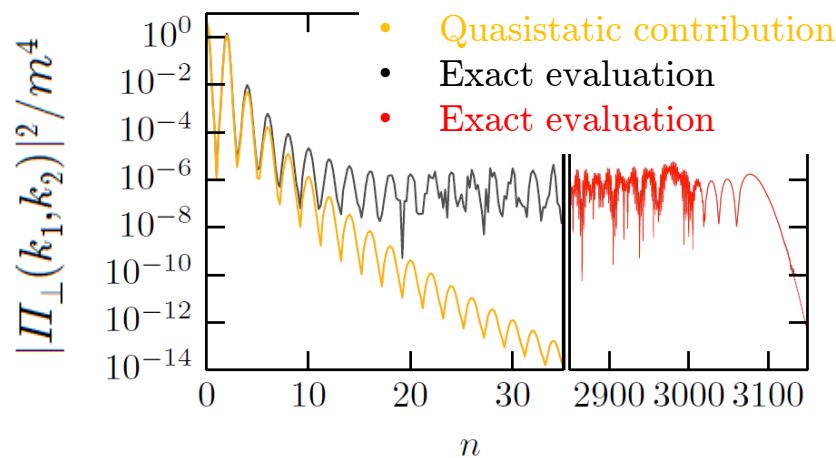 Quasistatic contribution
Exact evaluation
Exact evaluation
|Π⊥(k₁,k₂)|²/m⁴
10⁰
10⁻²
10⁻⁴
10⁻⁶
10⁻⁸
10⁻¹⁰
10⁻¹²
10⁻¹⁴
0 10 20 30 2900 3000 3100
n